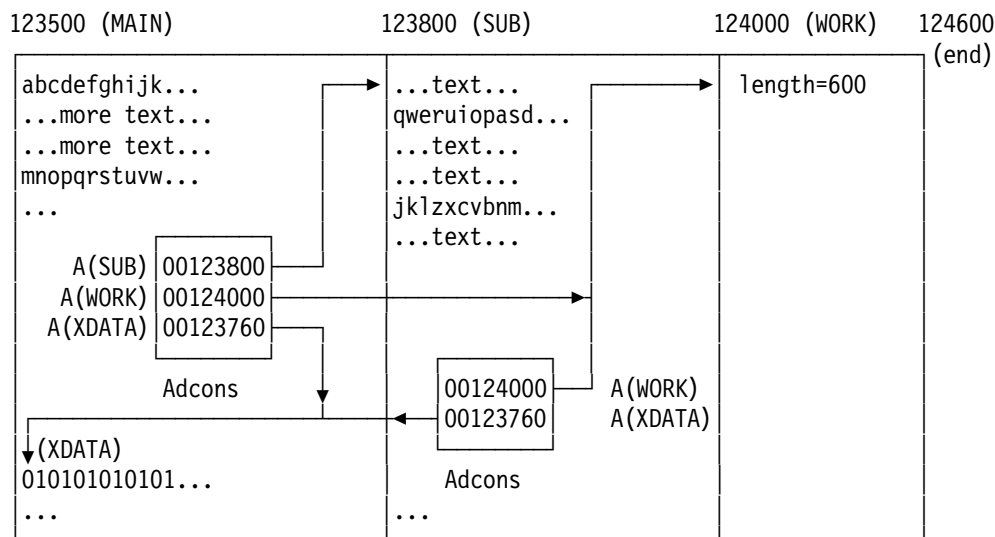 123500 (MAIN) 123800 (SUB) 124000 (WORK) 124600
(end)
abcdefghijk... ...text... length=600
...more text... qweruiopasd...
...more text... ...text...
mnopqrstuvw... ...text...
... jklzxcvbnm...
...text...
A(SUB) 00123800
A(WORK) 00124000
A(XDATA) 00123760
Adcons 00124000 A(WORK)
00123760 A(XDATA)
(XDATA)
010101010101... Adcons
... ...